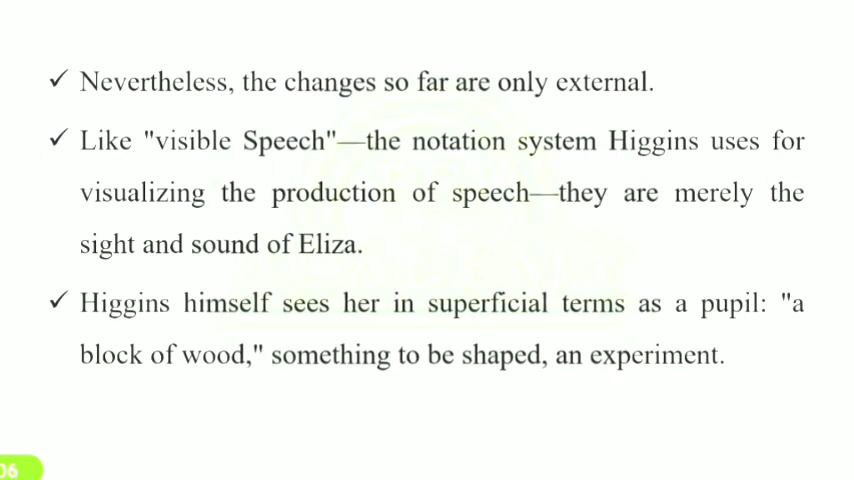 ✓ Nevertheless, the changes so far are only external.
✓ Like "visible Speech"—the notation system Higgins uses for
visualizing the production of speech—they are merely the
sight and sound of Eliza.
✓ Higgins himself sees her in superficial terms as a pupil: "a
block of wood," something to be shaped, an experiment.
06